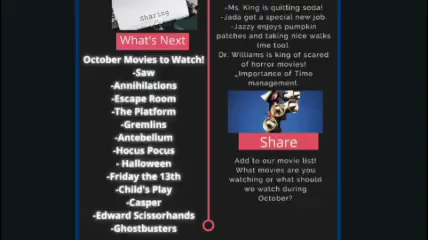 Sharing
What's Next
October Movies to Watch!
-Saw
-Annihilations
-Escape Room
-The Platform
-Gremlins
-Antebellum
-Hocus Pocus
- Halloween
-Friday the 13th
-Child's Play
-Casper
-Edward Scissorhands
-Ghostbusters
-Ms. King is quitting soda!
-Jada got a special new job.
-Jazzy enjoys pumpkin
patches and taking nice walks
(me too).
Dr. Williams is king of scared
of horror movies!
„Importance of Time
management.
Share
Add to our movie list!
What movies are you
watching or what should
we watch during
October?